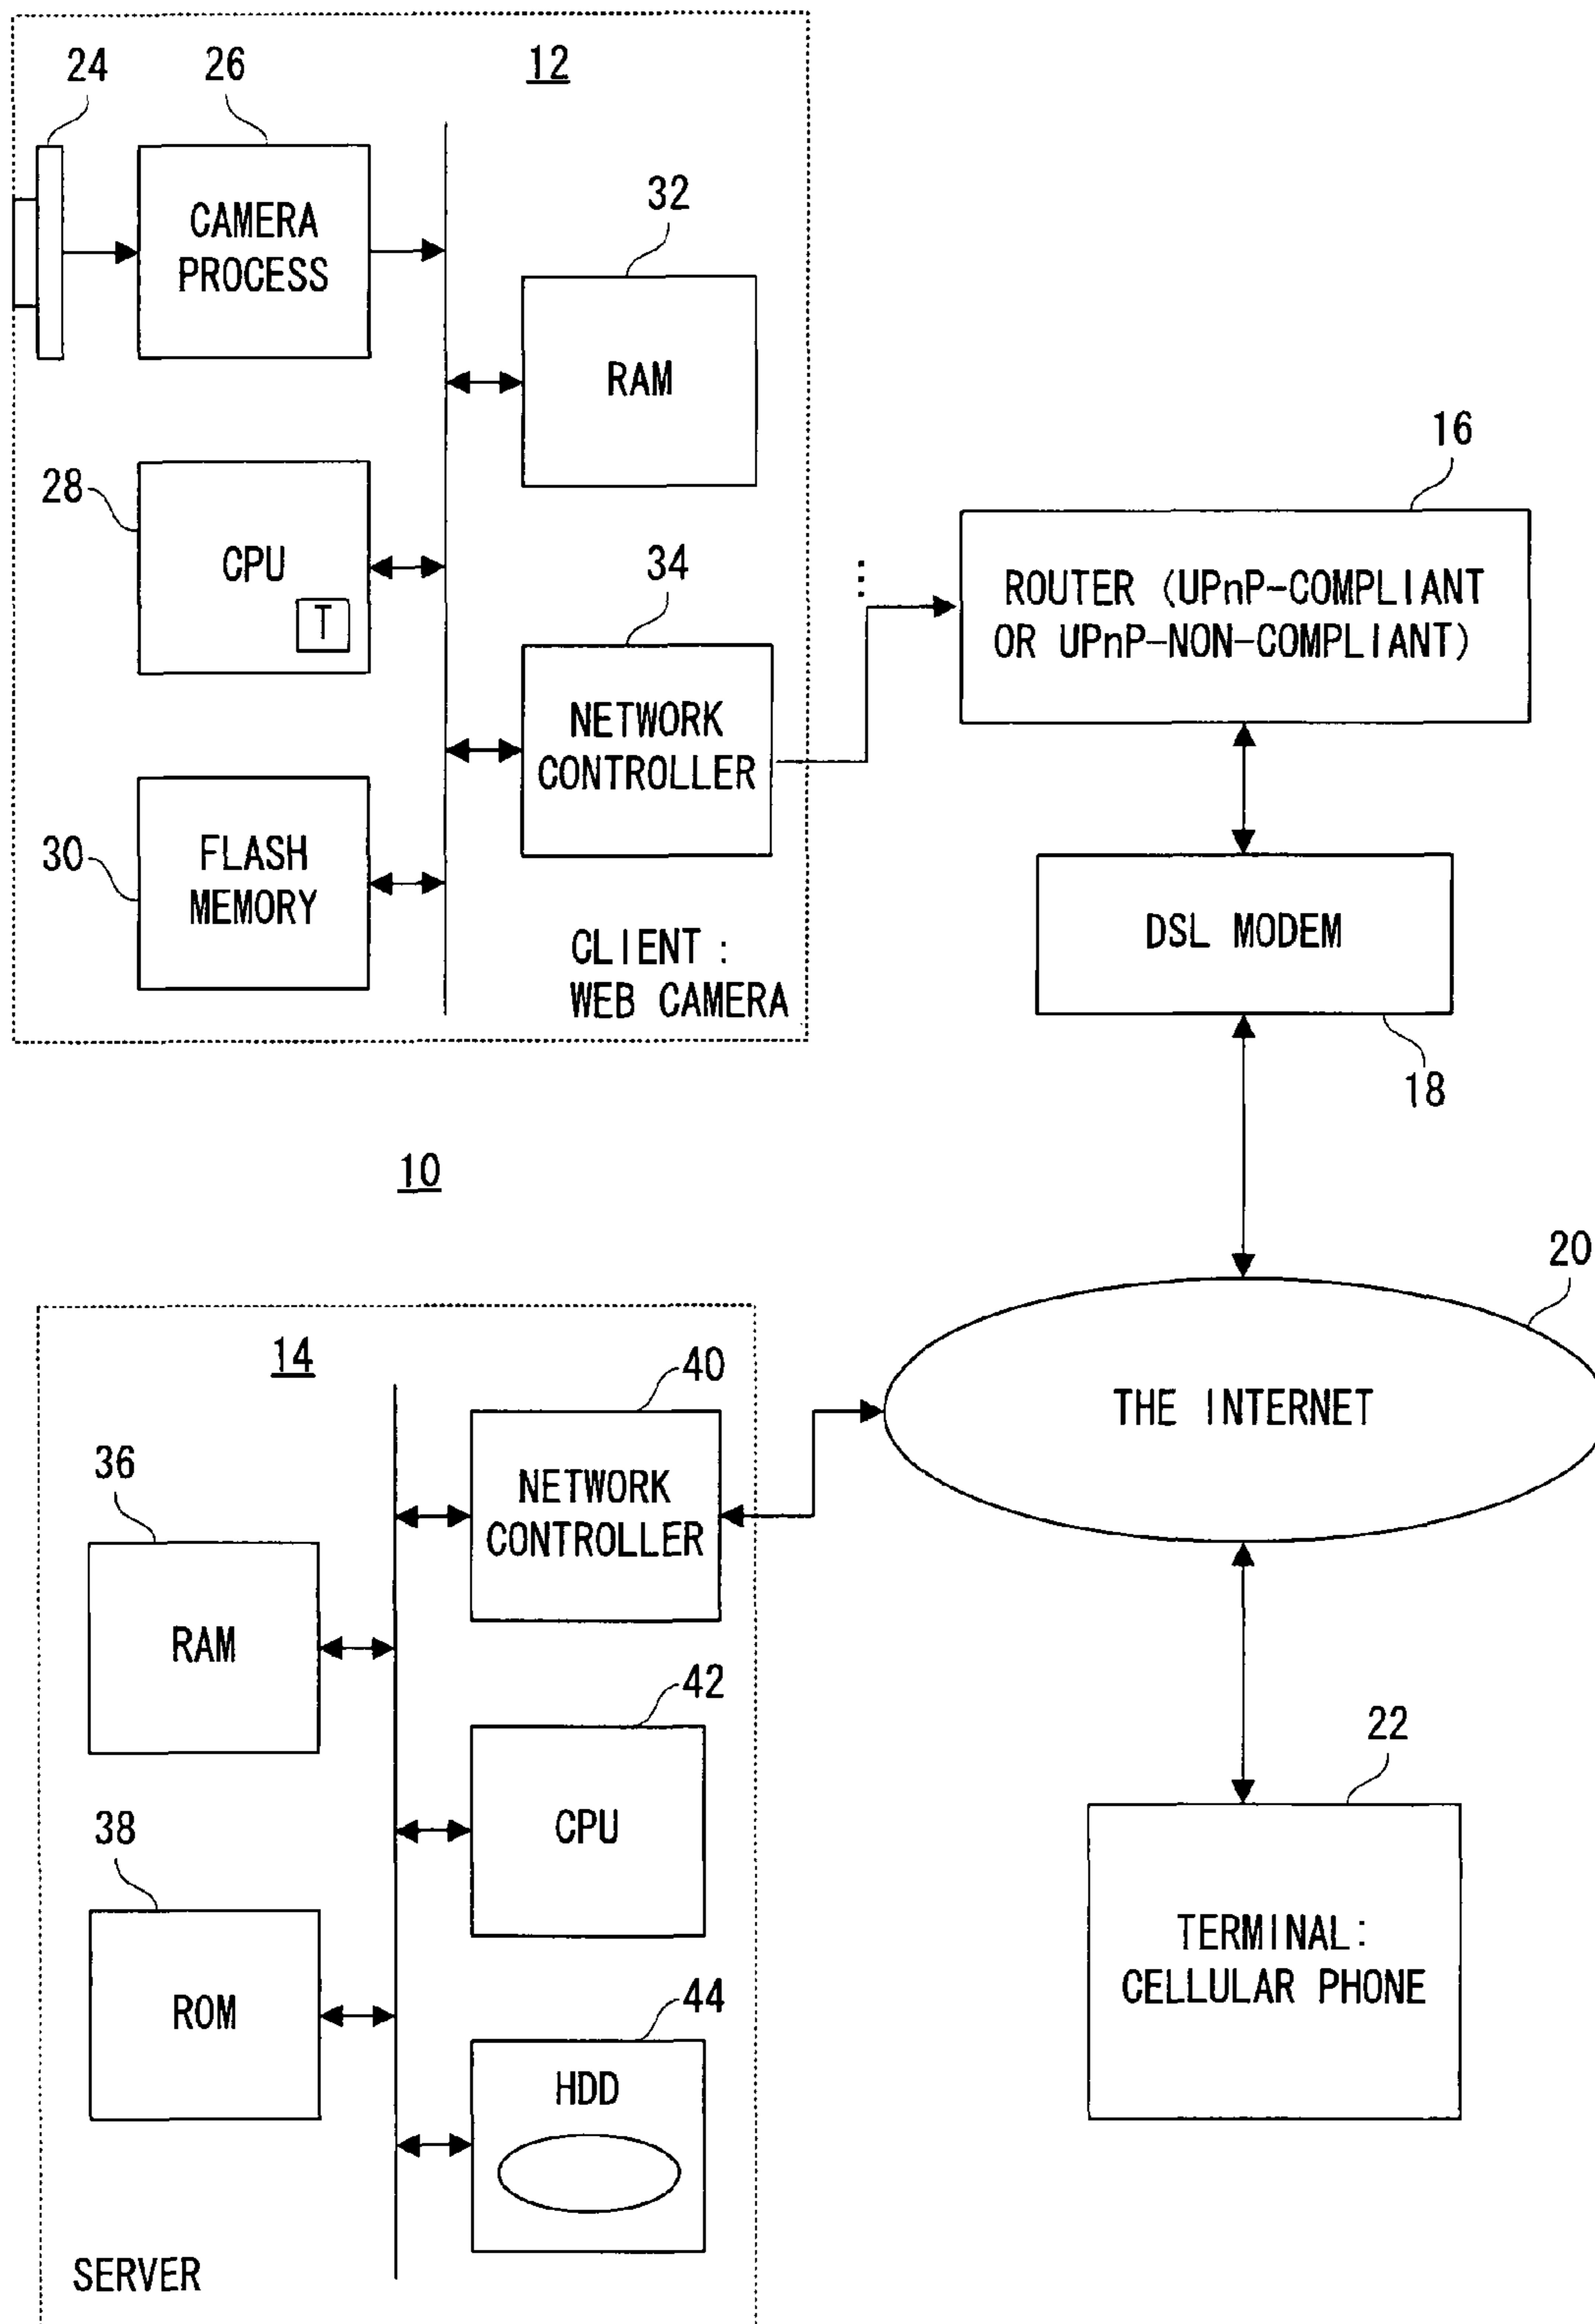 24
26
12
CAMERA
PROCESS
32
RAM
28
CPU
T
34
NETWORK
CONTROLLER
30
FLASH
MEMORY
CLIENT :
WEB CAMERA
16
ROUTER (UPnP-COMPLIANT
OR UPnP-NON-COMPLIANT)
DSL MODEM
18
10
20
THE INTERNET
14
40
NETWORK
CONTROLLER
36
RAM
42
CPU
38
ROM
44
HDD
SERVER
22
TERMINAL:
CELLULAR PHONE